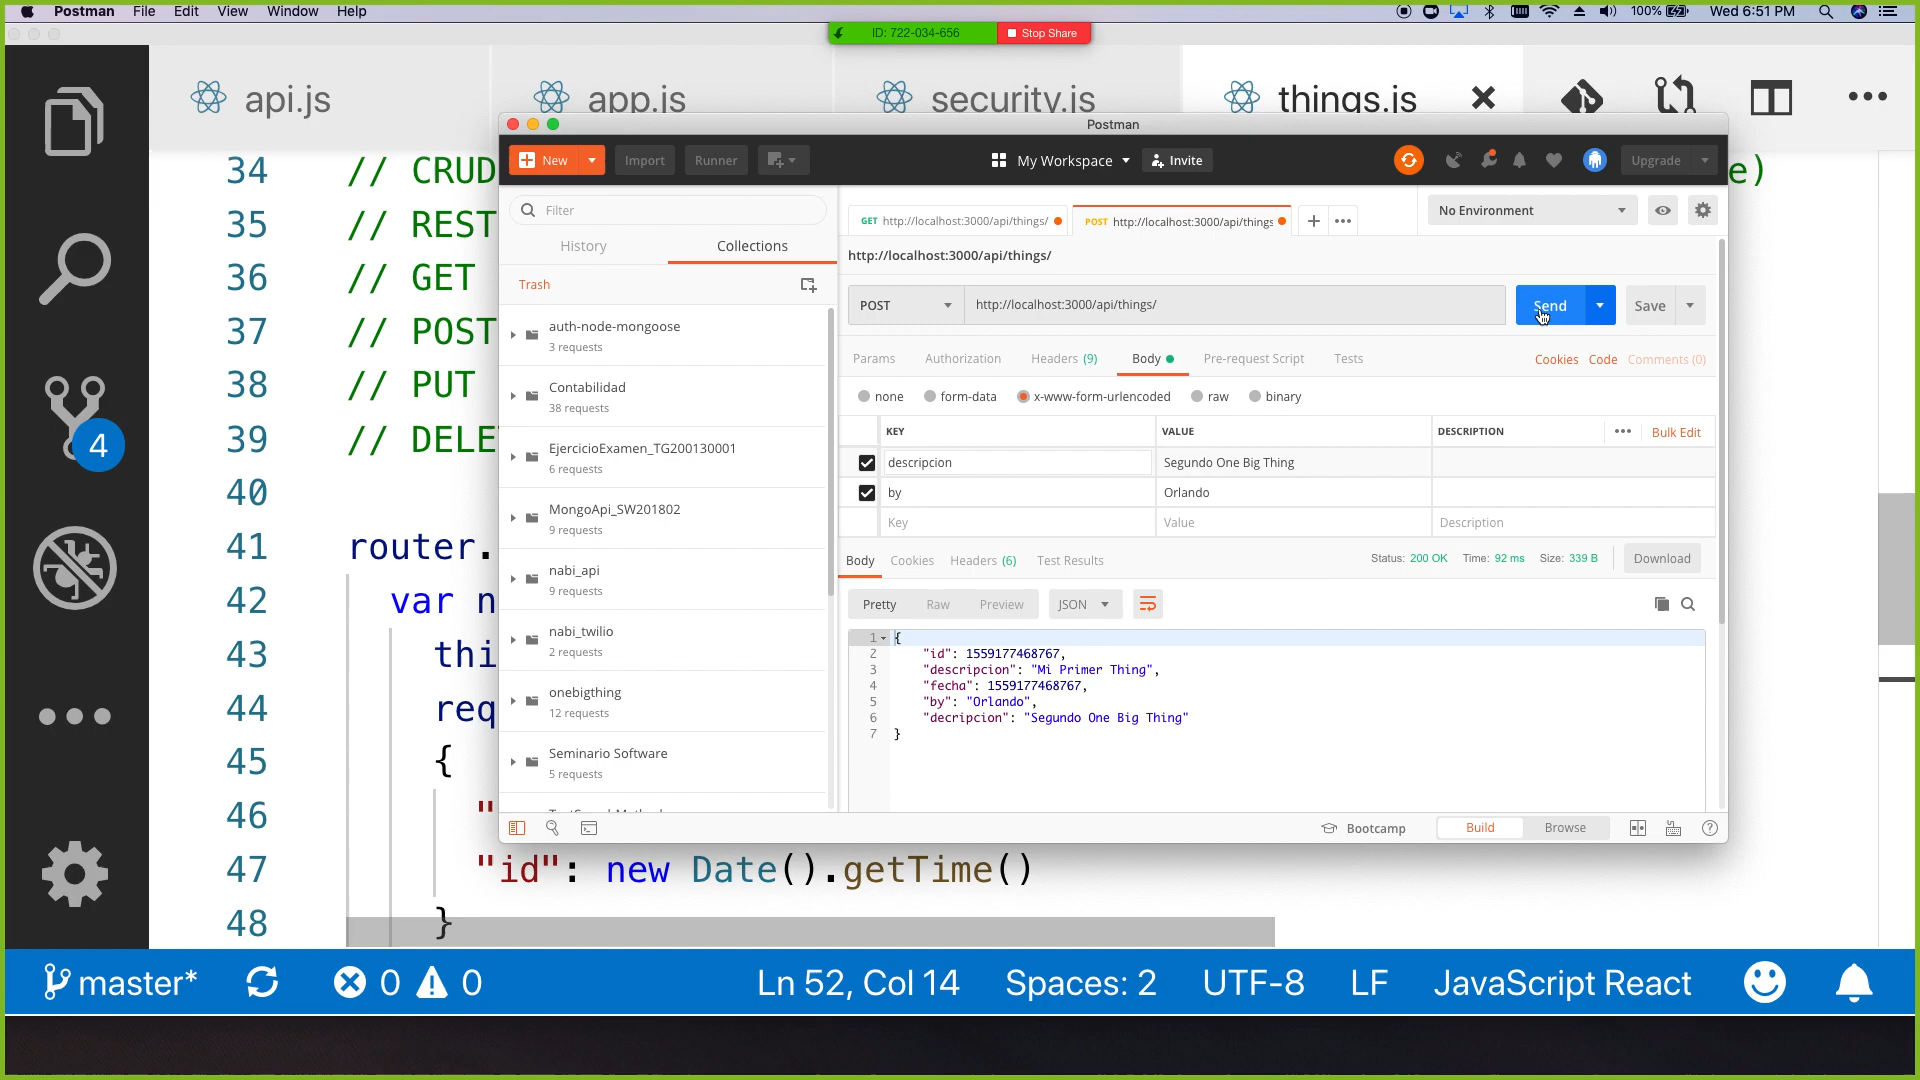 Postman File Edit View Window Help
100% Wed 6:51 PM
ID: 722-034-656 Stop Share
api.js app.js security.js things.js
Postman
New Import Runner My Workspace Invite Upgrade
Filter
History Collections
Trash
auth-node-mongoose
3 requests
Contabilidad
38 requests
EjercicioExamen_TG200130001
6 requests
MongoApi_SW201802
9 requests
nabi_api
9 requests
nabi_twilio
2 requests
onebigthing
12 requests
Seminario Software
5 requests
GET http://localhost:3000/api/things/ POST http://localhost:3000/api/things No Environment
http://localhost:3000/api/things/
POST http://localhost:3000/api/things/ Send Save
Params Authorization Headers (9) Body Pre-request Script Tests Cookies Code Comments (0)
none form-data x-www-form-urlencoded raw binary
KEY VALUE DESCRIPTION Bulk Edit
descripcion Segundo One Big Thing
by Orlando
Key Value Description
Body Cookies Headers (6) Test Results Status: 200 OK Time: 92 ms Size: 339 B Download
Pretty Raw Preview JSON
1 {
2 "id": 1559177468767,
3 "descripcion": "Mi Primer Thing",
4 "fecha": 1559177468767,
5 "by": "Orlando",
6 "decripcion": "Segundo One Big Thing"
7 }
Bootcamp Build Browse
34 // CRUD e)
35 // REST
36 // GET
37 // POST
38 // PUT
39 // DELE
40
41 router.
42 var n
43 thi
44 req
45 {
46 "
47 "id": new Date().getTime()
48 }
4
master* 0 0 Ln 52, Col 14 Spaces: 2 UTF-8 LF JavaScript React